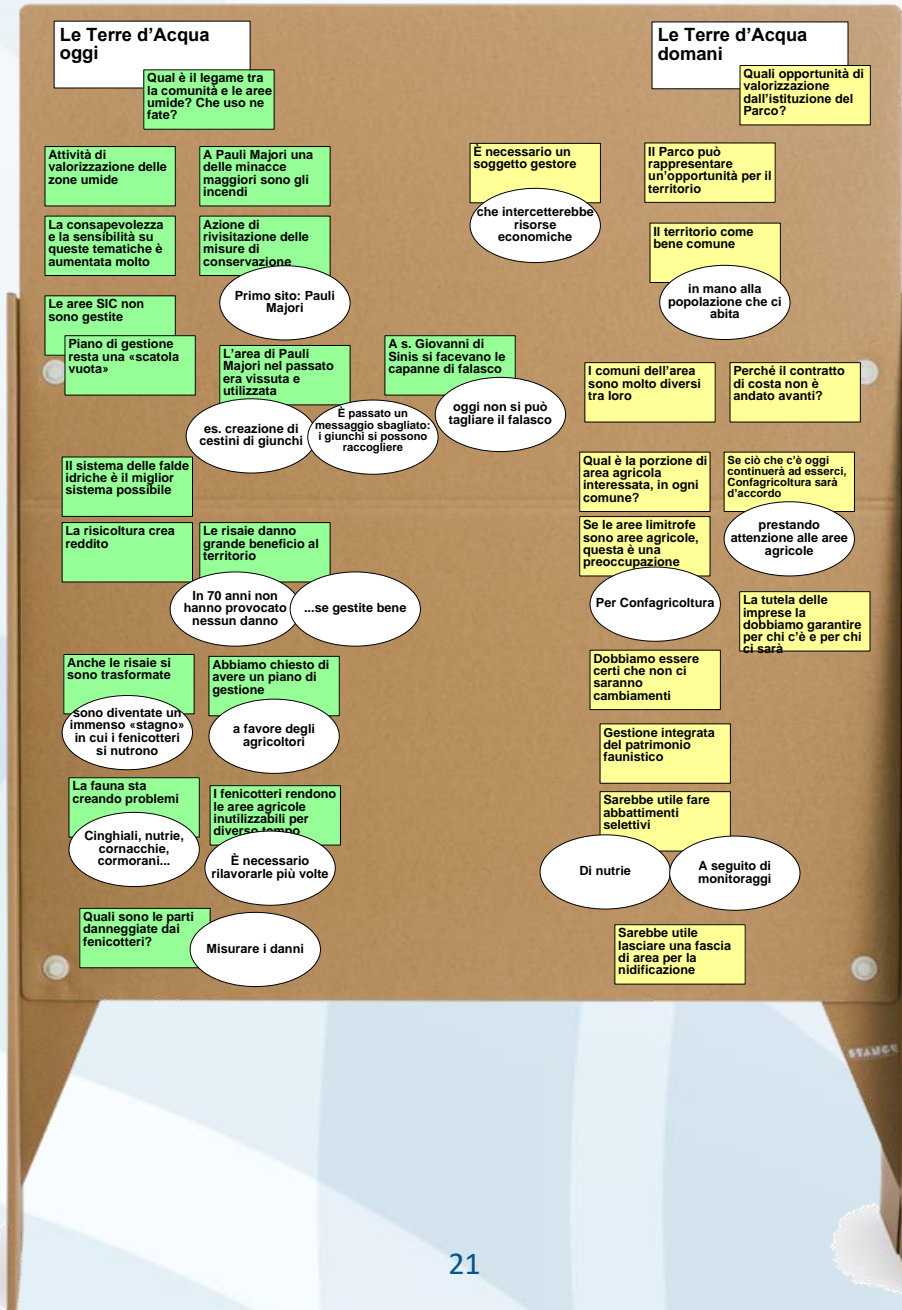 Le Terre d'Acqua
oggi
Qual è il legame tra
la comunità e le aree
umide? Che uso ne
fate?
Attività di
valorizzazione delle
zone umide
A Pauli Majori una
delle minacce
maggiori sono gli
incendi
La consapevolezza
e la sensibilità su
queste tematiche è
aumentata molto
Azione di
rivisitazione delle
misure di
conservazione
Primo sito: Pauli
Majori
Le aree SIC non
sono gestite
Piano di gestione
resta una «scatola
vuota»
L'area di Pauli
Majori nel passato
era vissuta e
utilizzata
es. creazione di
cestini di giunchi
È passato un
messaggio sbagliato:
i giunchi si possono
raccogliere
A s. Giovanni di
Sinis si facevano le
capanne di falasco
oggi non si può
tagliare il falasco
Il sistema delle falde
idriche è il miglior
sistema possibile
La risicoltura crea
reddito
Le risaie danno
grande beneficio al
territorio
In 70 anni non
hanno provocato
nessun danno
...se gestite bene
Anche le risaie si
sono trasformate
sono diventate un
immenso «stagno»
in cui i fenicotteri
si nutrono
Abbiamo chiesto di
avere un piano di
gestione
a favore degli
agricoltori
La fauna sta
creando problemi
Cinghiali, nutrie,
cornacchie,
cormorani...
I fenicotteri rendono
le aree agricole
inutilizzabili per
diverso tempo
È necessario
rilavorarle più volte
Quali sono le parti
danneggiate dai
fenicotteri?
Misurare i danni
Le Terre d'Acqua
domani
Quali opportunità di
valorizzazione
dall'istituzione del
Parco?
È necessario un
soggetto gestore
che intercetterebbe
risorse
economiche
Il Parco può
rappresentare
un'opportunità per il
territorio
Il territorio come
bene comune
in mano alla
popolazione che ci
abita
I comuni dell'area
sono molto diversi
tra loro
Perché il contratto
di costa non è
andato avanti?
Qual è la porzione di
area agricola
interessata, in ogni
comune?
Se ciò che c'è oggi
continuerà ad esserci,
Confagricoltura sarà
d'accordo
prestando
attenzione alle aree
agricole
Se le aree limitrofe
sono aree agricole,
questa è una
preoccupazione
Per Confagricoltura
La tutela delle
imprese la
dobbiamo garantire
per chi c'è e per chi
ci sarà
Dobbiamo essere
certi che non ci
saranno
cambiamenti
Gestione integrata
del patrimonio
faunistico
Sarebbe utile fare
abbattimenti
selettivi
Di nutrie
A seguito di
monitoraggi
Sarebbe utile
lasciare una fascia
di area per la
nidificazione
21